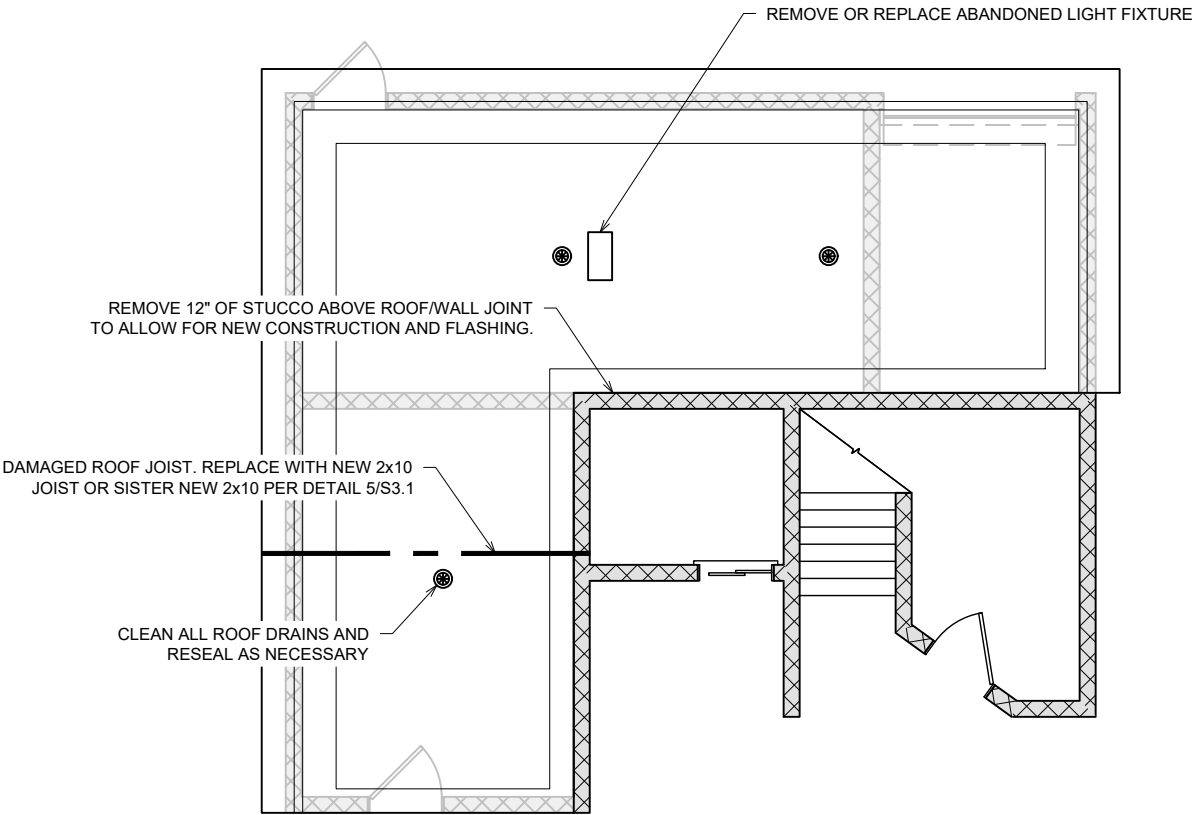 REMOVE OR REPLACE ABANDONED LIGHT FIXTURE
REMOVE 12" OF STUCCO ABOVE ROOF/WALL JOINT
TO ALLOW FOR NEW CONSTRUCTION AND FLASHING.
DAMAGED ROOF JOIST. REPLACE WITH NEW 2x10
JOIST OR SISTER NEW 2x10 PER DETAIL 5/S3.1
CLEAN ALL ROOF DRAINS AND
RESEAL AS NECESSARY